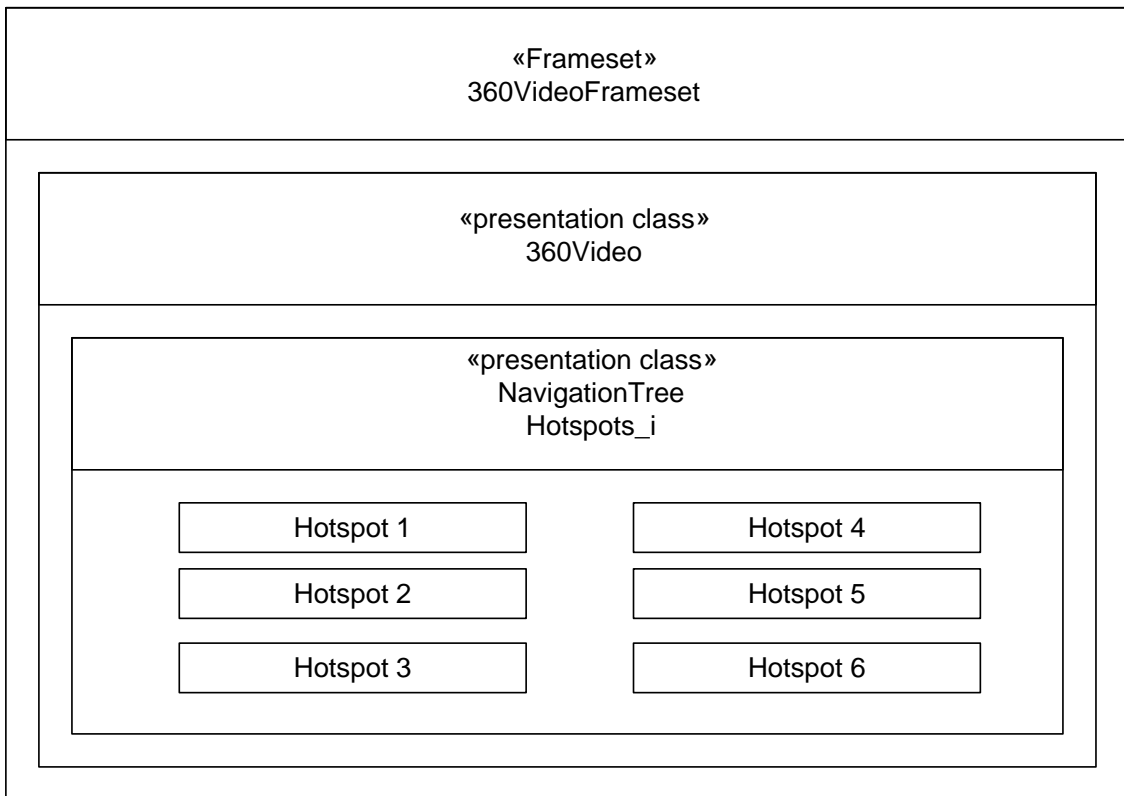 «Frameset»
360VideoFrameset
«presentation class»
360Video
«presentation class»
NavigationTree
Hotspots_i
Hotspot 1
Hotspot 4
Hotspot 2
Hotspot 5
Hotspot 3
Hotspot 6